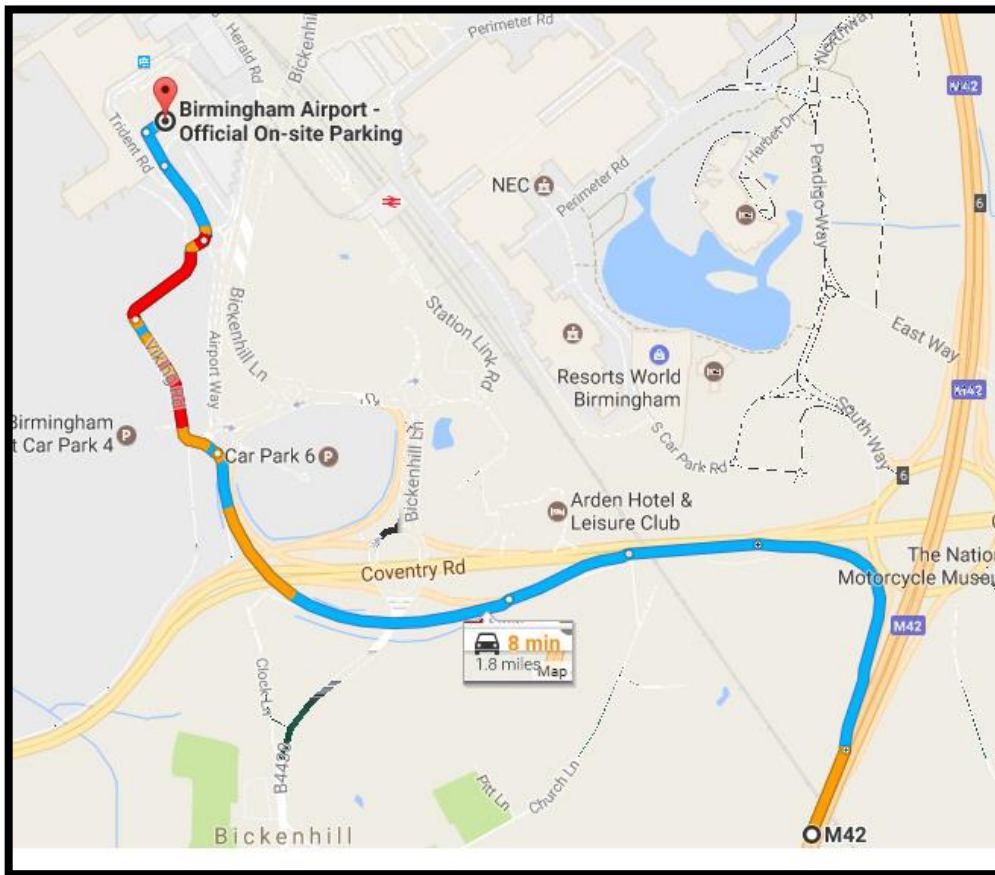 Perimeter Rd
Northway
Herald Rd
Bickenhill
M42
Birmingham Airport -
Official On-site Parking
Trident Rd
NEC
Perimeter Rd
Harbet Dr
Pendigo Way
6
Bickenhill Ln
Airport Way
Station Link Rd
East Way
Viking Rd
Resorts World
Birmingham
M42
South Way
Birmingham
t Car Park 4
P
Car Park 6
P
Bickenhill Ln
S Car Park Rd
6
Arden Hotel &
Leisure Club
Coventry Rd
The Nation
Motorcycle Museu
M42
8 min
1.8 miles
Map
Clock Ln
B4438
Pitt Ln
Church Ln
Bickenhill
M42